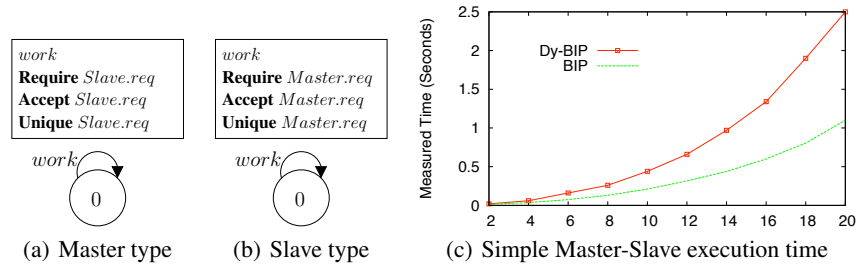 work
Require Slave.req
Accept Slave.req
Unique Slave.req
work
0
(a) Master type
work
Require Master.req
Accept Master.req
Unique Master.req
work
0
(b) Slave type
Measured Time (Seconds)
2.5
2
1.5
1
0.5
0
Dy-BIP
BIP
2 4 6 8 10 12 14 16 18 20
(c) Simple Master-Slave execution time